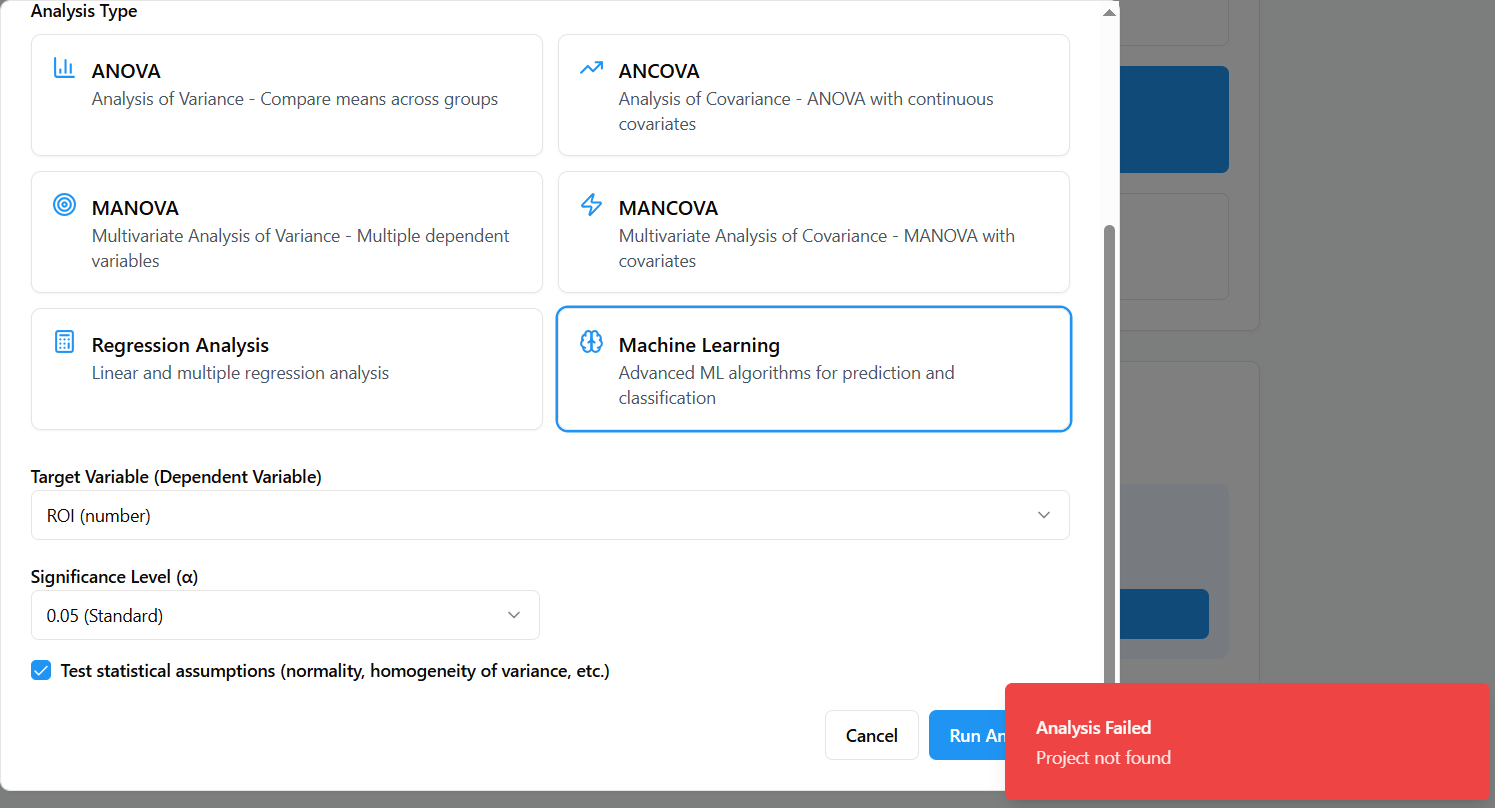 Analysis Type
ANOVA
Analysis of Variance - Compare means across groups
ANCOVA
Analysis of Covariance - ANOVA with continuous
covariates
MANOVA
Multivariate Analysis of Variance - Multiple dependent
variables
MANCOVA
Multivariate Analysis of Covariance - MANOVA with
covariates
Regression Analysis
Linear and multiple regression analysis
Machine Learning
Advanced ML algorithms for prediction and
classification
Target Variable (Dependent Variable)
ROI (number)
Significance Level (α)
0.05 (Standard)
Test statistical assumptions (normality, homogeneity of variance, etc.)
Cancel
Run An
Analysis Failed
Project not found